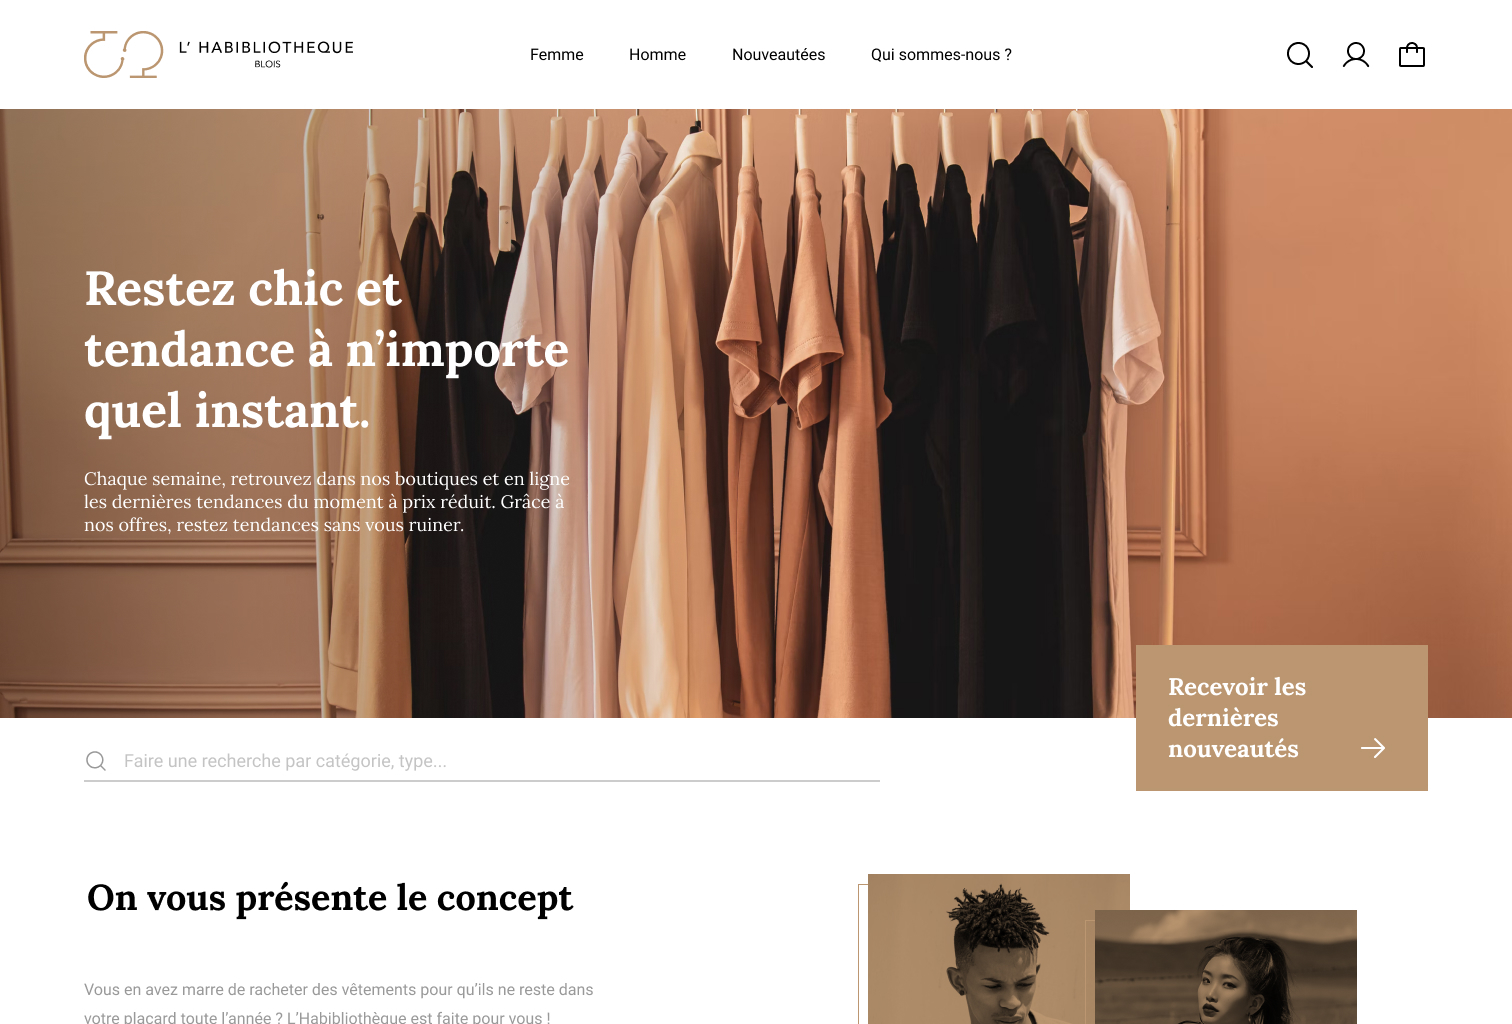 L’ HABIBLIOTHEQUE
BLOIS
Femme
Homme
Nouveautées
Qui sommes-nous ?
Restez chic et
tendance à n’importe
quel instant.
Chaque semaine, retrouvez dans nos boutiques et en ligne
les dernières tendances du moment à prix réduit. Grâce à
nos offres, restez tendances sans vous ruiner.
Recevoir les
dernières
nouveautés
Faire une recherche par catégorie, type...
On vous présente le concept
Vous en avez marre de racheter des vêtements pour qu’ils ne reste dans
votre placard toute l’année ? L’Habibliothèque est faite pour vous !